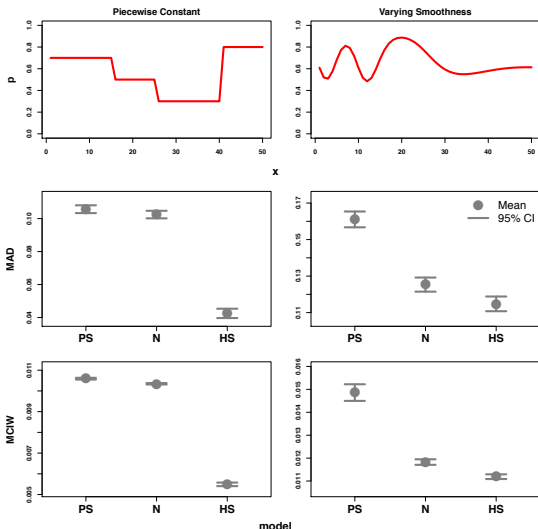 Piecewise Constant
Varying Smoothness
p
1.0
0.8
0.6
0.4
0.2
0.0
0 10 20 30 40 50
1.0
0.8
0.6
0.4
0.2
0.0
0 10 20 30 40 50
x
MAD
0.10
0.08
0.06
0.04
PS N HS
0.17
0.15
0.13
0.11
Mean
95% CI
PS N HS
MCIW
0.011
0.009
0.007
0.005
PS N HS
0.016
0.015
0.014
0.013
0.012
0.011
PS N HS
model